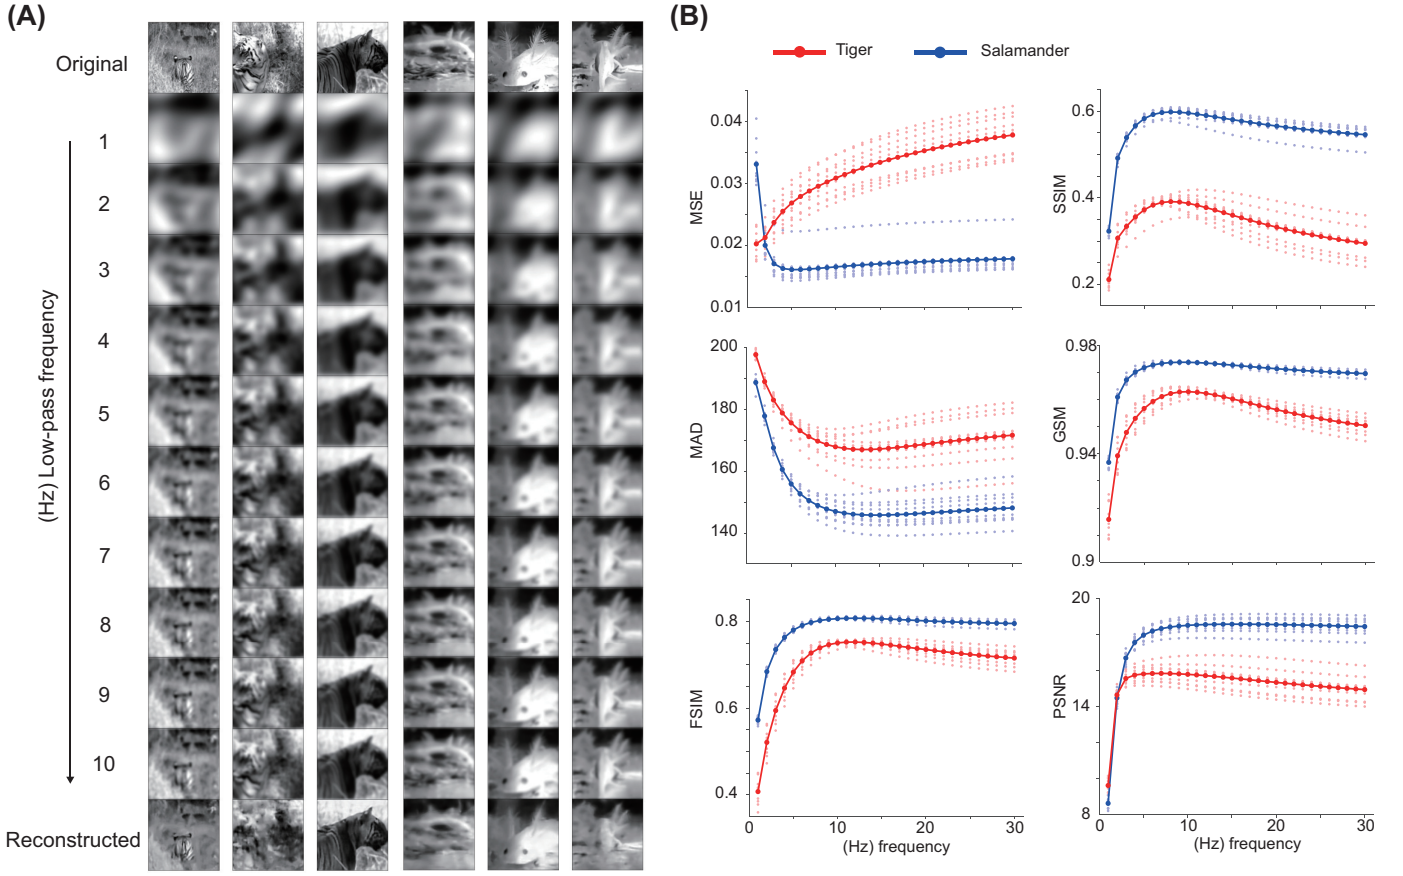 (A)
Original
1
2
3
4
5
6
7
8
9
10
Reconstructed
(Hz) Low-pass frequency
(B)
Tiger
Salamander
0.04
0.03
0.02
0.01
MSE
0.6
0.4
0.2
SSIM
200
180
160
140
MAD
0.98
0.94
0.9
GSM
0.8
0.6
0.4
FSIM
0
10
20
30
(Hz) frequency
20
14
8
PSNR
0
10
20
30
(Hz) frequency